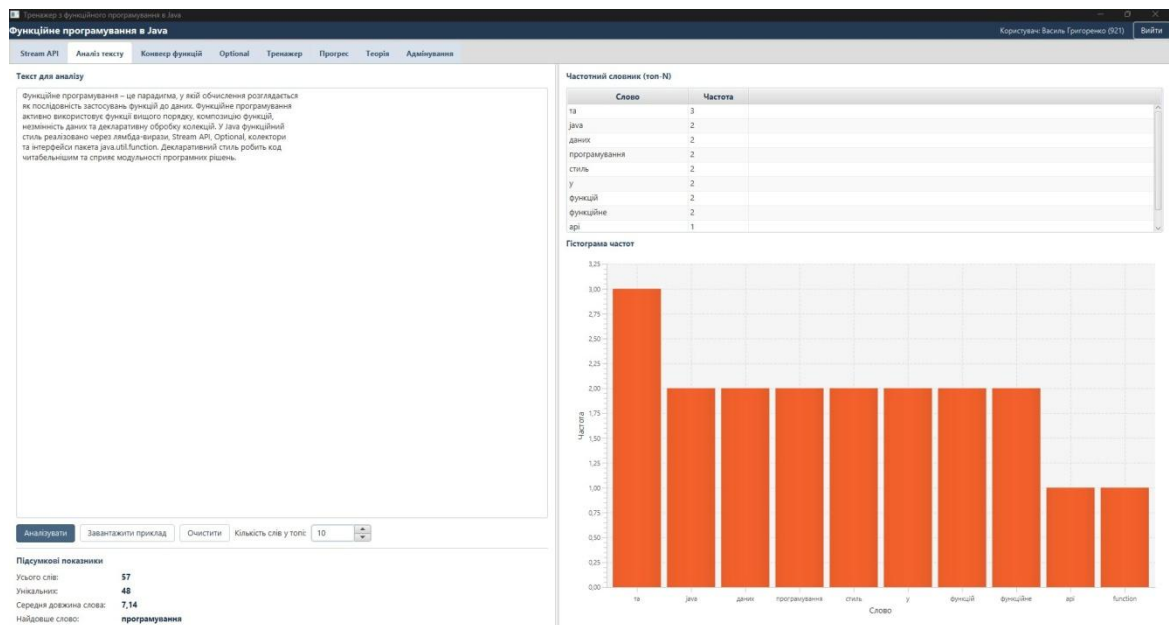 Тренажер з функційного програмування в Java
Функційне програмування в Java
Користувач: Василь Григоренко (921)
Вийти
Stream API
Аналіз тексту
Конвеєр функцій
Optional
Тренажер
Прогрес
Теорія
Адмінування
Текст для аналізу
Функційне програмування – це парадигма, у якій обчислення розглядається
як послідовність застосувань функцій до даних. Функційне програмування
активно використовує функції вищого порядку, композицію функцій,
незмінність даних та декларативну обробку колекцій. У Java функційний
стиль реалізовано через лямбда-вирази, Stream API, Optional, колектори
та інтерфейси пакета java.util.function. Декларативний стиль робить код
читабельнішим та сприяє модульності програмних рішень.
Аналізувати
Завантажити приклад
Очистити
Кількість слів у топі:
10
Підсумкові показники
Усього слів: 57
Унікальних: 48
Середня довжина слова: 7,14
Найдовше слово: програмування
Частотний словник (топ-N)
Слово Частота
та 3
java 2
даних 2
програмування 2
стиль 2
у 2
функцій 2
функційне 2
api 1
Гістограма частот
3,25
3,00
2,75
2,50
2,25
2,00
1,75
1,50
1,25
1,00
0,75
0,50
0,25
0,00
Частота
та java даних програмування стиль у функцій функційне api function
Слово